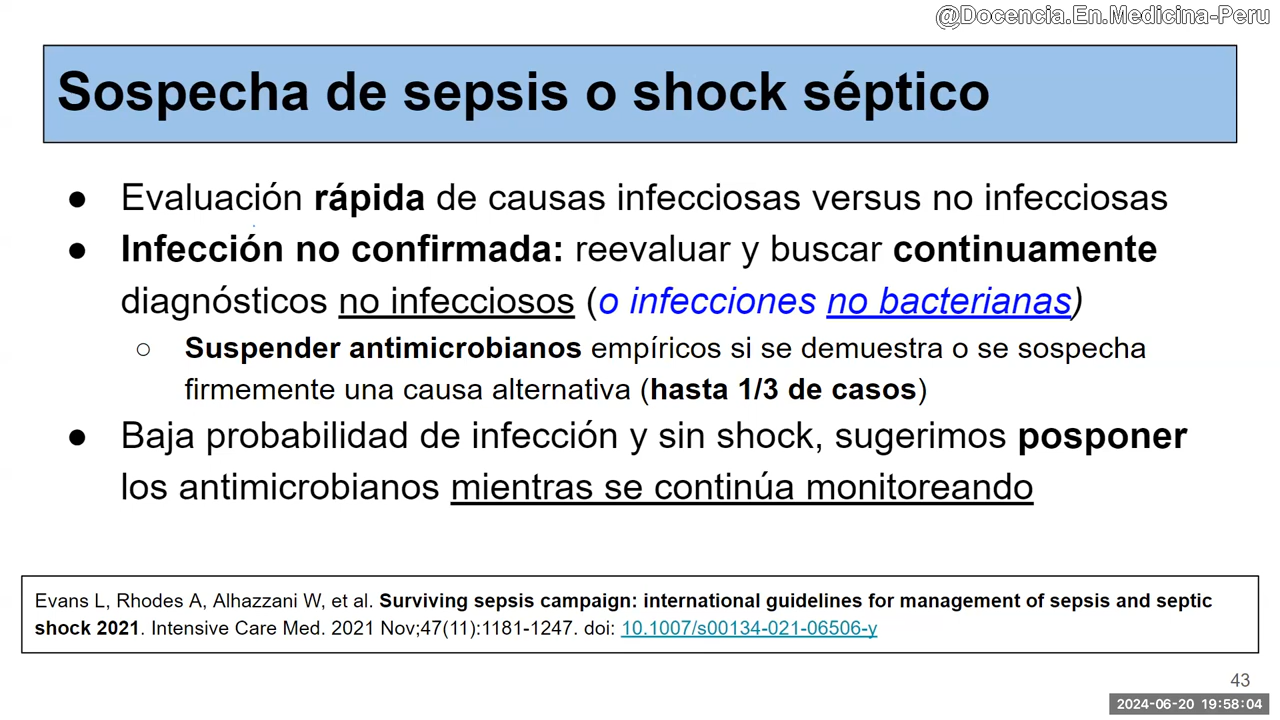 @Docencia.En.Medicina-Peru
Sospecha de sepsis o shock séptico
● Evaluación rápida de causas infecciosas versus no infecciosas
● Infección no confirmada: reevaluar y buscar continuamente
diagnósticos no infecciosos (o infecciones no bacterianas)
○ Suspender antimicrobianos empíricos si se demuestra o se sospecha
firmemente una causa alternativa (hasta 1/3 de casos)
● Baja probabilidad de infección y sin shock, sugerimos posponer
los antimicrobianos mientras se continúa monitoreando
Evans L, Rhodes A, Alhazzani W, et al. Surviving sepsis campaign: international guidelines for management of sepsis and septic
shock 2021. Intensive Care Med. 2021 Nov;47(11):1181-1247. doi: 10.1007/s00134-021-06506-y
43
2024-06-20 19:58:04